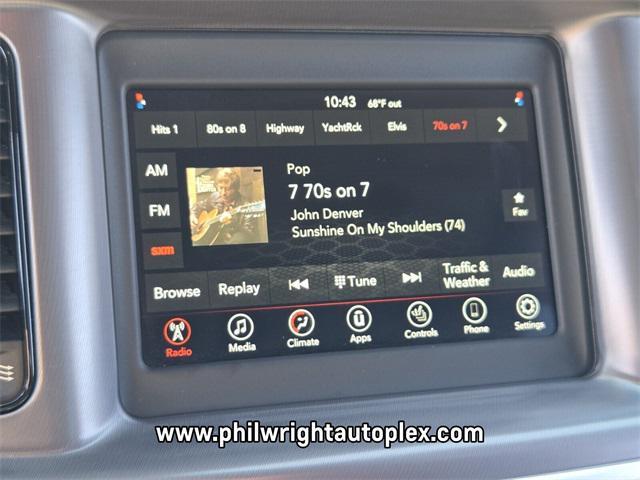 10:43 68°F out
Hits 1 80s on 8 Highway YachtRck Elvis 70s on 7
AM
FM
sxm
Pop
7 70s on 7
John Denver
Sunshine On My Shoulders (74)
Fav
Browse Replay Tune Traffic & Weather Audio
Radio Media Climate Apps Controls Phone Settings
www.philwrightautoplex.com